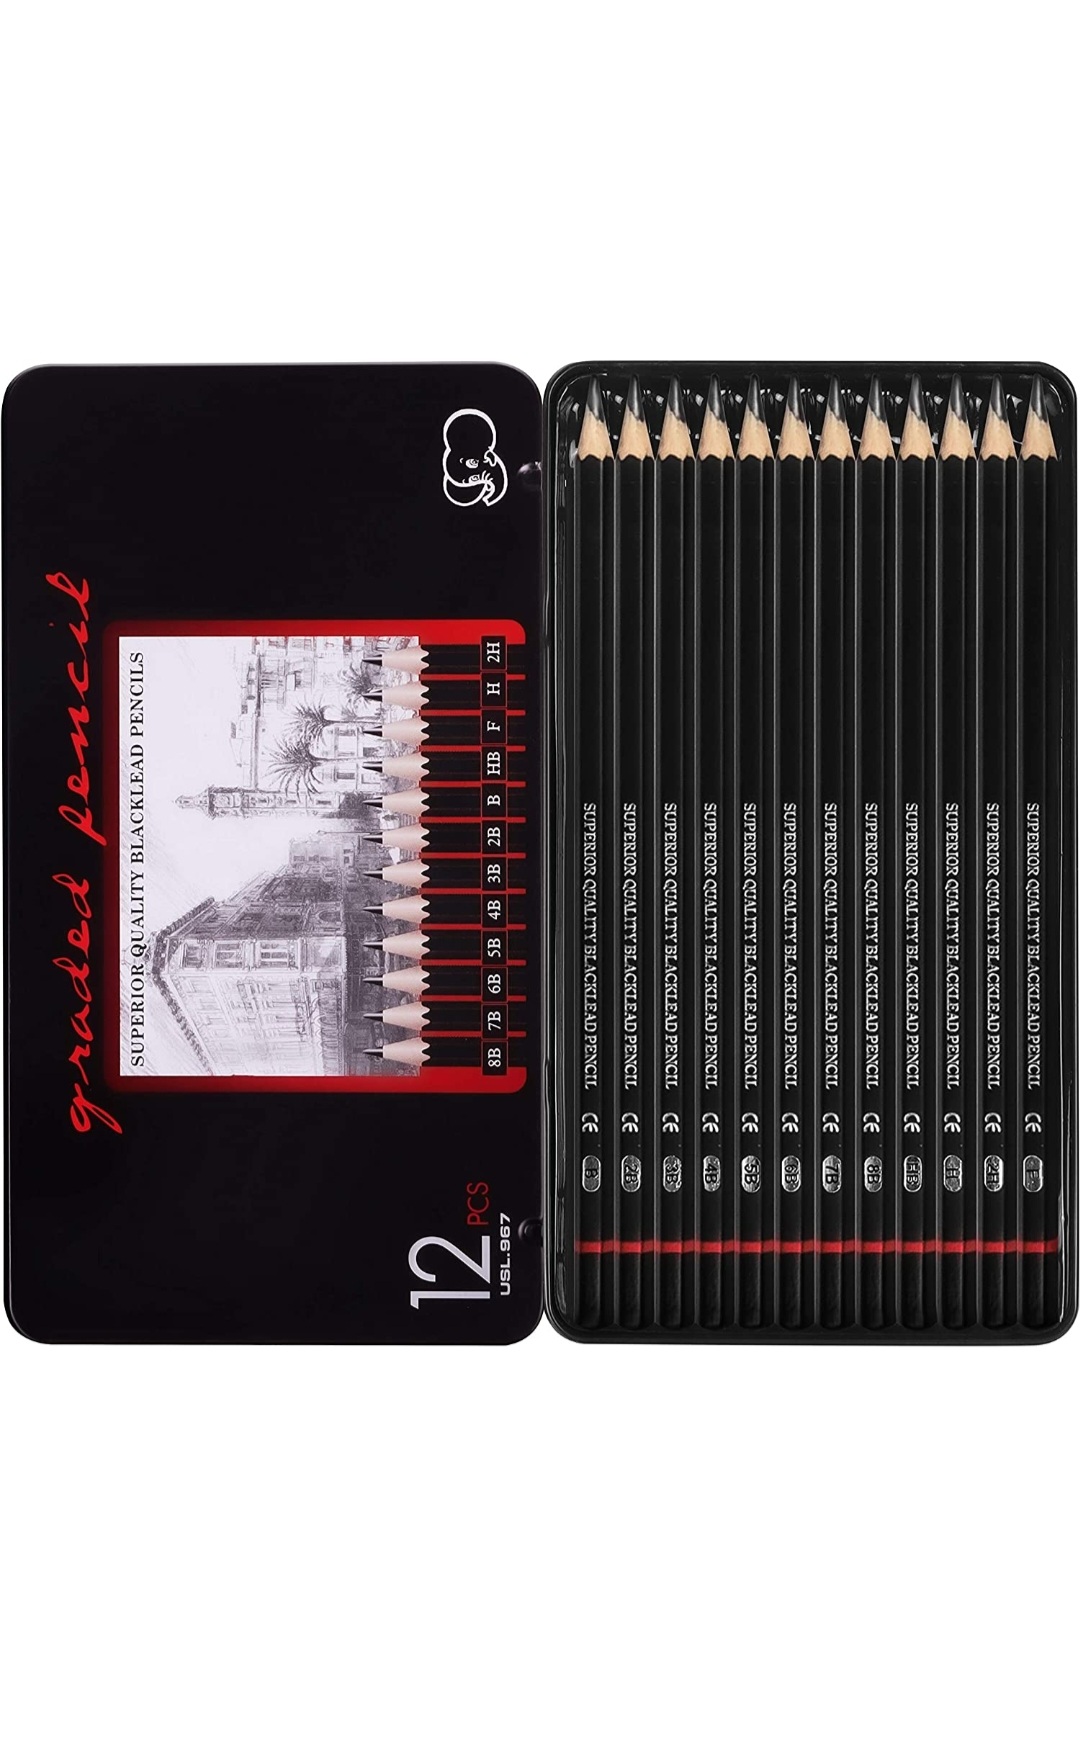 graded pencil
SUPERIOR QUALITY BLACKLEAD PENCILS
8B 7B 6B 5B 4B 3B 2B B HB F H 2H
12 PCS
USL.967
SUPERIOR QUALITY BLACKLEAD PENCIL CE B
SUPERIOR QUALITY BLACKLEAD PENCIL CE 2B
SUPERIOR QUALITY BLACKLEAD PENCIL CE 3B
SUPERIOR QUALITY BLACKLEAD PENCIL CE 4B
SUPERIOR QUALITY BLACKLEAD PENCIL CE 5B
SUPERIOR QUALITY BLACKLEAD PENCIL CE 6B
SUPERIOR QUALITY BLACKLEAD PENCIL CE 7B
SUPERIOR QUALITY BLACKLEAD PENCIL CE 8B
SUPERIOR QUALITY BLACKLEAD PENCIL CE HB
SUPERIOR QUALITY BLACKLEAD PENCIL CE H
SUPERIOR QUALITY BLACKLEAD PENCIL CE 2H
SUPERIOR QUALITY BLACKLEAD PENCIL CE F